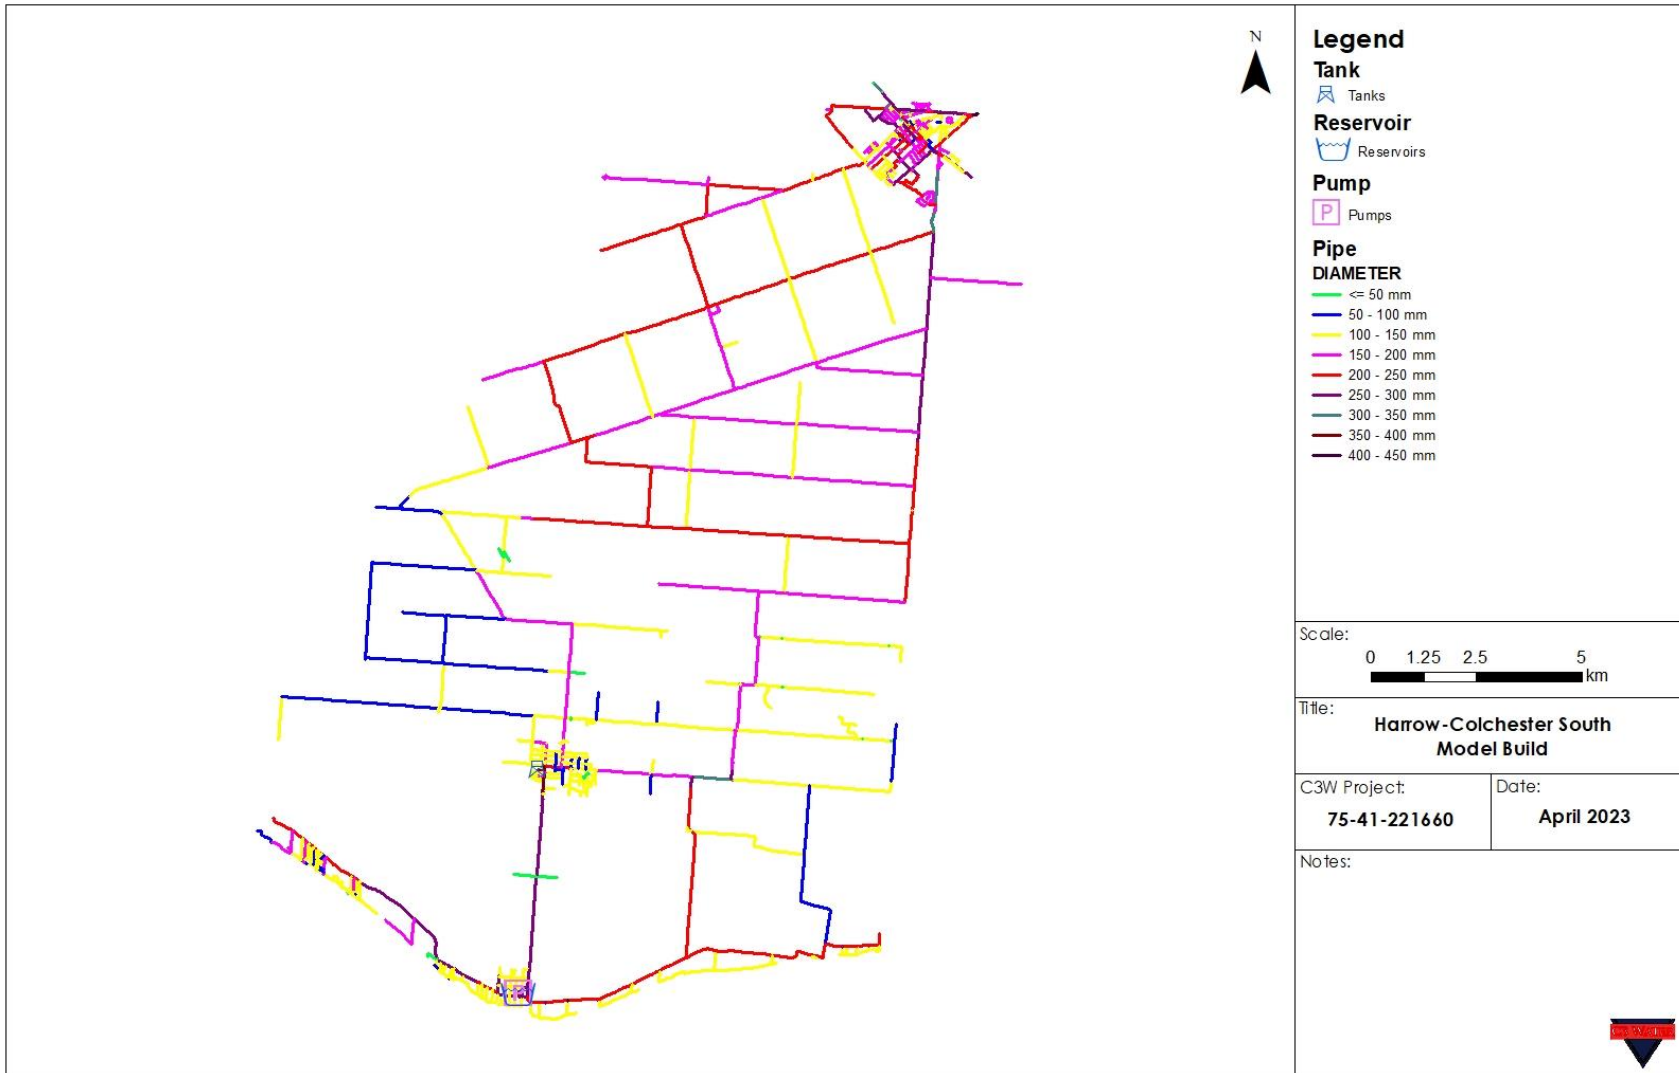 N
Legend
Tank
Tanks
Reservoir
Reservoirs
Pump
P Pumps
Pipe
DIAMETER
<= 50 mm
50 - 100 mm
100 - 150 mm
150 - 200 mm
200 - 250 mm
250 - 300 mm
300 - 350 mm
350 - 400 mm
400 - 450 mm
Scale:
0 1.25 2.5 5
km
Title:
Harrow-Colchester South
Model Build
C3W Project:
75-41-221660
Date:
April 2023
Notes: